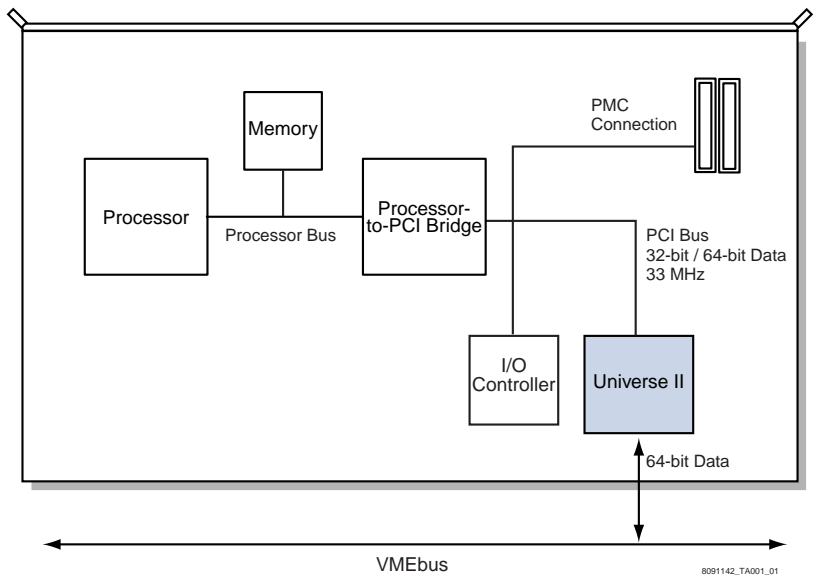 PMC
Connection
Memory
Processor
Processor Bus
Processor-
to-PCI Bridge
PCI Bus
32-bit / 64-bit Data
33 MHz
I/O
Controller
Universe II
64-bit Data
VMEbus
8091142_TA001_01